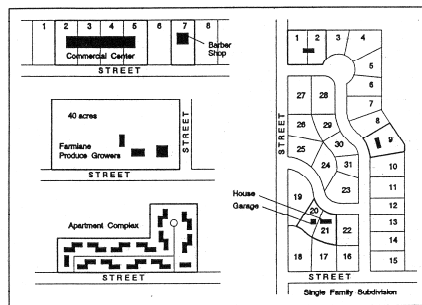 1 2 3 4 5 6 7 8
Commercial Center
Barber
Shop
STREET
STREET
40 acres
Farmlane
Produce Growers
STREET
Apartment Complex
STREET
1 2 3 4
5
6
7
8
9
10
11
12
13
14
15
STREET
27 28
26 29
25 30
24 31
23
House
Garage
19 20
21 22
18 17 16
STREET
Single Family Subdivision